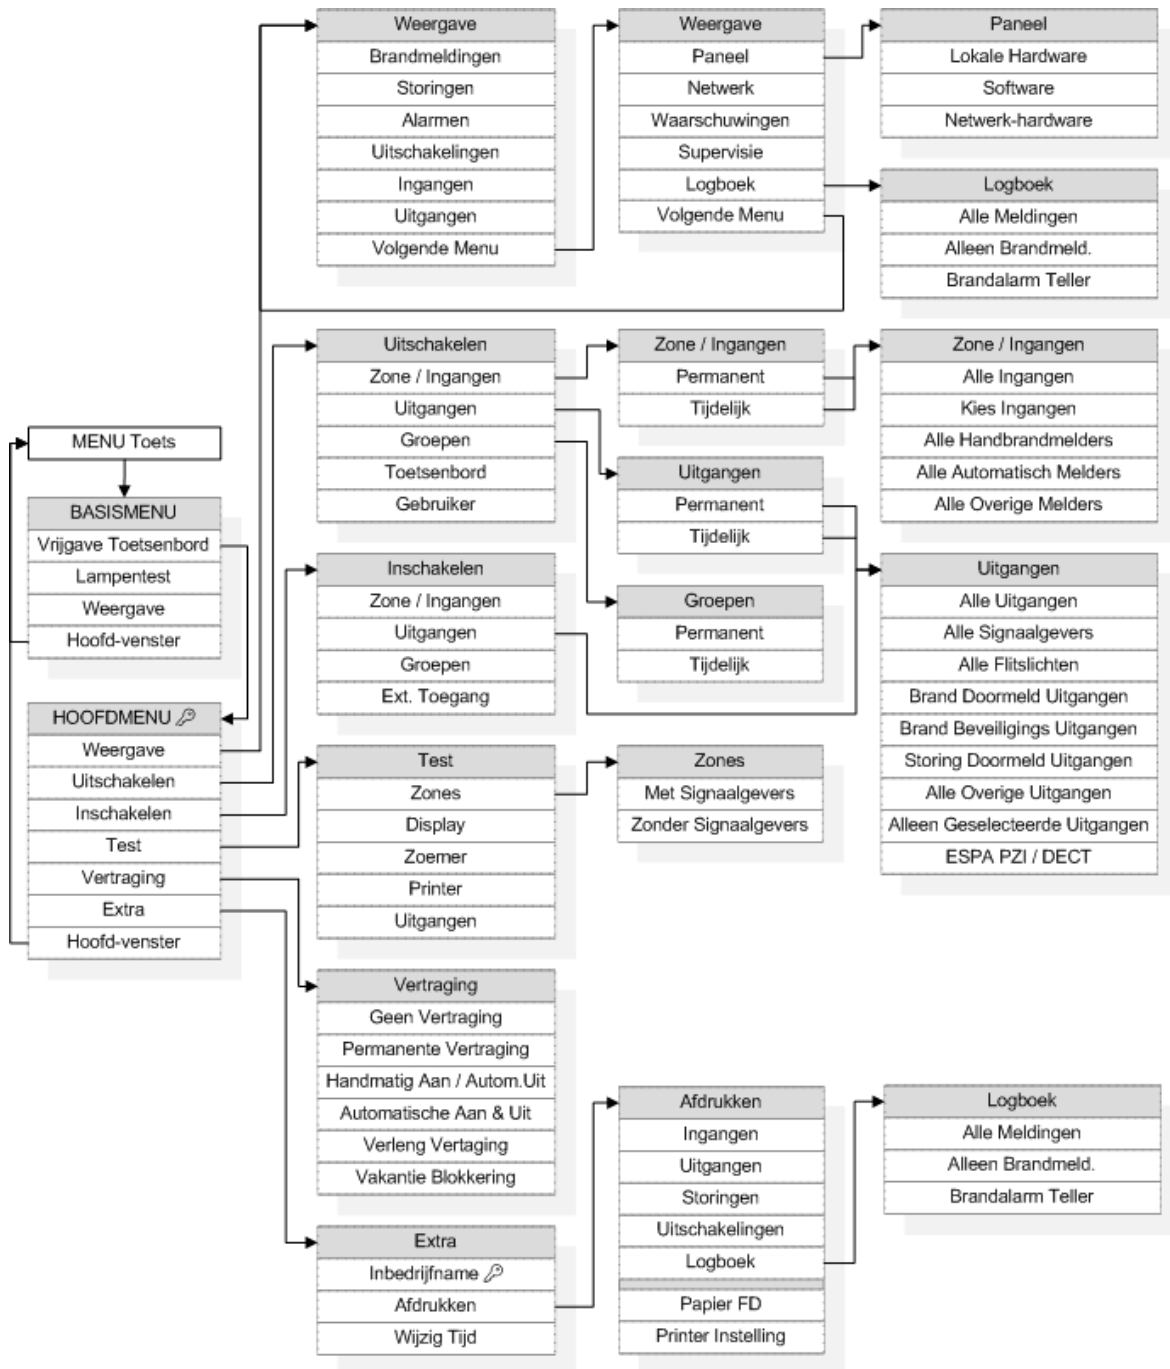 MENU Toets
BASISMENU
Vrijgave Toetsenbord
Lampentest
Weergave
Hoofd-venster
HOOFDMENU
Weergave
Uitschakelen
Inschakelen
Test
Vertraging
Extra
Hoofd-venster
Weergave
Brandmeldingen
Storingen
Alarmen
Uitschakelingen
Ingangen
Uitgangen
Volgende Menu
Weergave
Paneel
Netwerk
Waarschuwingen
Supervisie
Logboek
Volgende Menu
Paneel
Lokale Hardware
Software
Netwerk-hardware
Logboek
Alle Meldingen
Alleen Brandmeld.
Brandalarm Teller
Uitschakelen
Zone / Ingangen
Uitgangen
Groepen
Toetsenbord
Gebruiker
Zone / Ingangen
Permanent
Tijdelijk
Zone / Ingangen
Alle Ingangen
Kies Ingangen
Alle Handbrandmelders
Alle Automatisch Melders
Alle Overige Melders
Uitgangen
Permanent
Tijdelijk
Groepen
Permanent
Tijdelijk
Uitgangen
Alle Uitgangen
Alle Signaalgevers
Alle Flitslichten
Brand Doormeld Uitgangen
Brand Beveiligings Uitgangen
Storing Doormeld Uitgangen
Alle Overige Uitgangen
Alleen Geselecteerde Uitgangen
ESPA PZI / DECT
Inschakelen
Zone / Ingangen
Uitgangen
Groepen
Ext. Toegang
Test
Zones
Display
Zoemer
Printer
Uitgangen
Zones
Met Signaalgevers
Zonder Signaalgevers
Vertraging
Geen Vertraging
Permanente Vertraging
Handmatig Aan / Autom.Uit
Automatische Aan & Uit
Verleng Vertaging
Vakantie Blokkering
Extra
Inbedrijfname
Afdrukken
Wijzig Tijd
Afdrukken
Ingangen
Uitgangen
Storingen
Uitschakelingen
Logboek
Papier FD
Printer Instelling
Logboek
Alle Meldingen
Alleen Brandmeld.
Brandalarm Teller